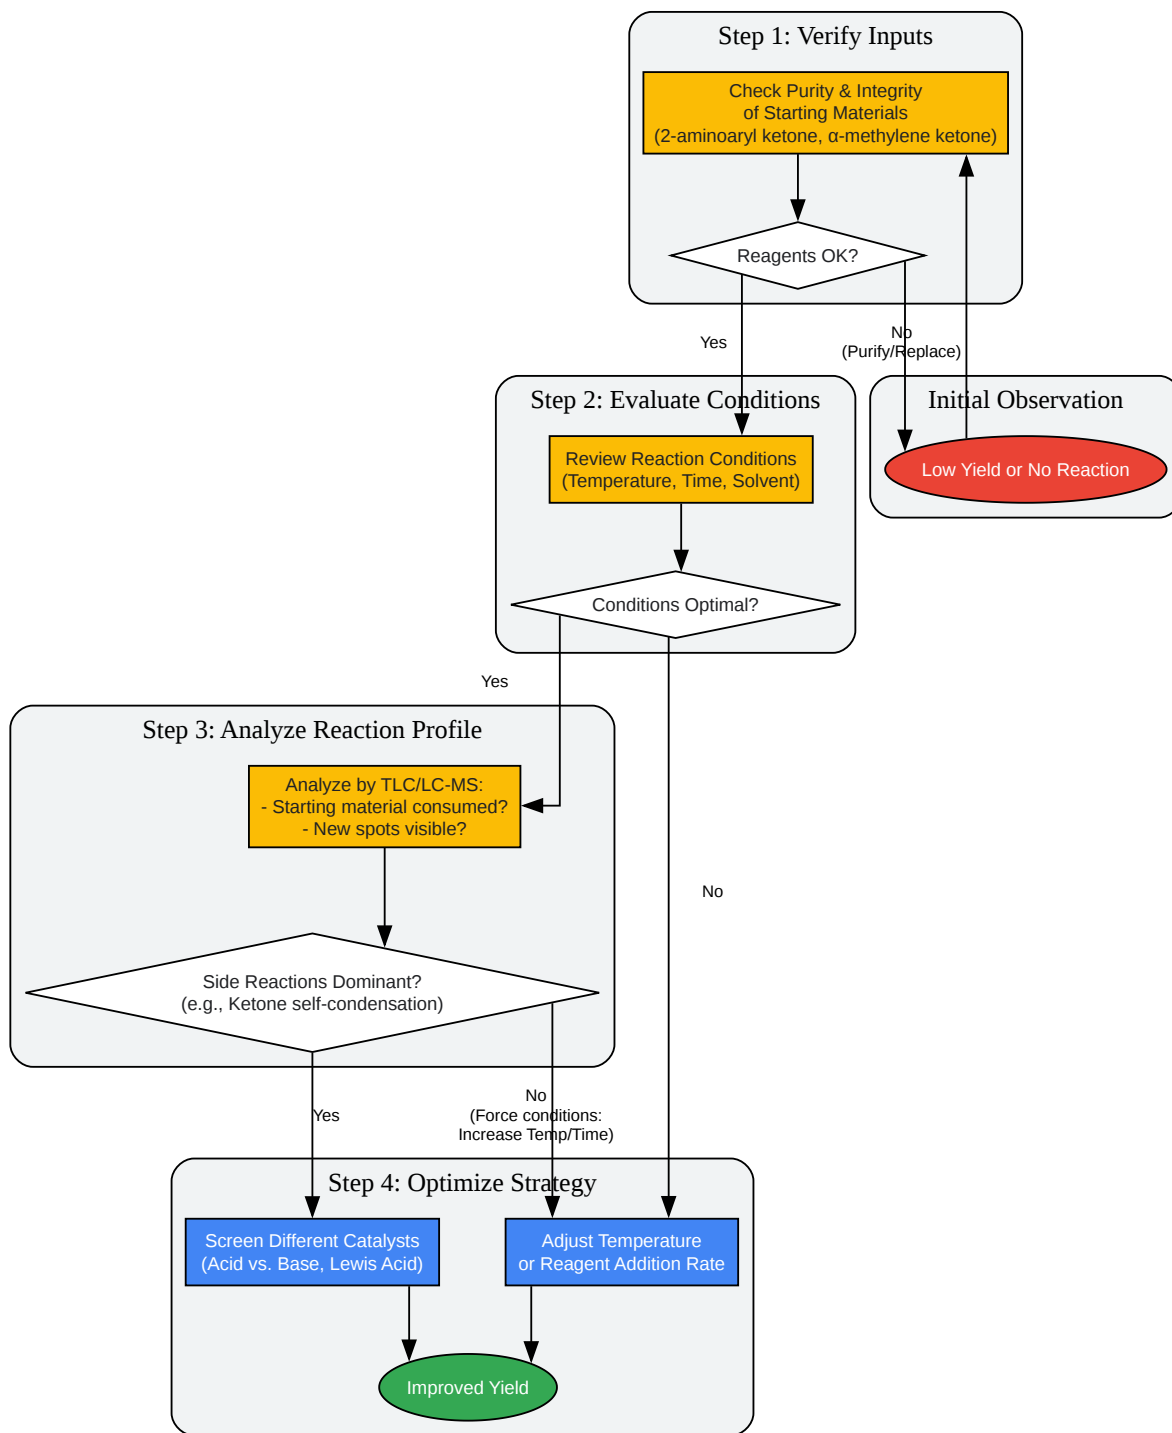 Step 1: Verify Inputs
Check Purity & Integrity
of Starting Materials
(2-aminoaryl ketone, α-methylene ketone)
Reagents OK?
Yes
No
(Purify/Replace)
Step 2: Evaluate Conditions
Initial Observation
Review Reaction Conditions
(Temperature, Time, Solvent)
Low Yield or No Reaction
Conditions Optimal?
Yes
Step 3: Analyze Reaction Profile
Analyze by TLC/LC-MS:
- Starting material consumed?
- New spots visible?
No
Side Reactions Dominant?
(e.g., Ketone self-condensation)
Yes
No
(Force conditions:
Increase Temp/Time)
Step 4: Optimize Strategy
Screen Different Catalysts
(Acid vs. Base, Lewis Acid)
Adjust Temperature
or Reagent Addition Rate
Improved Yield